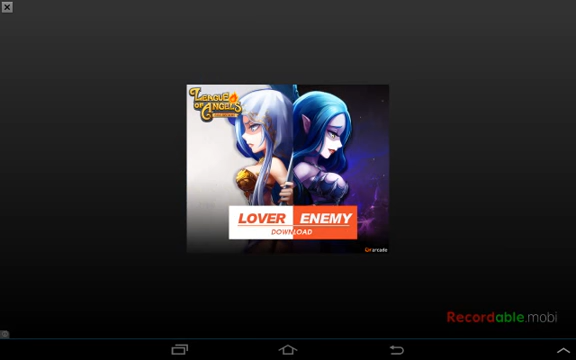 LEAGUE
OF ANGELS
LOVER ENEMY
DOWNLOAD
arcade
Recordable.mobi